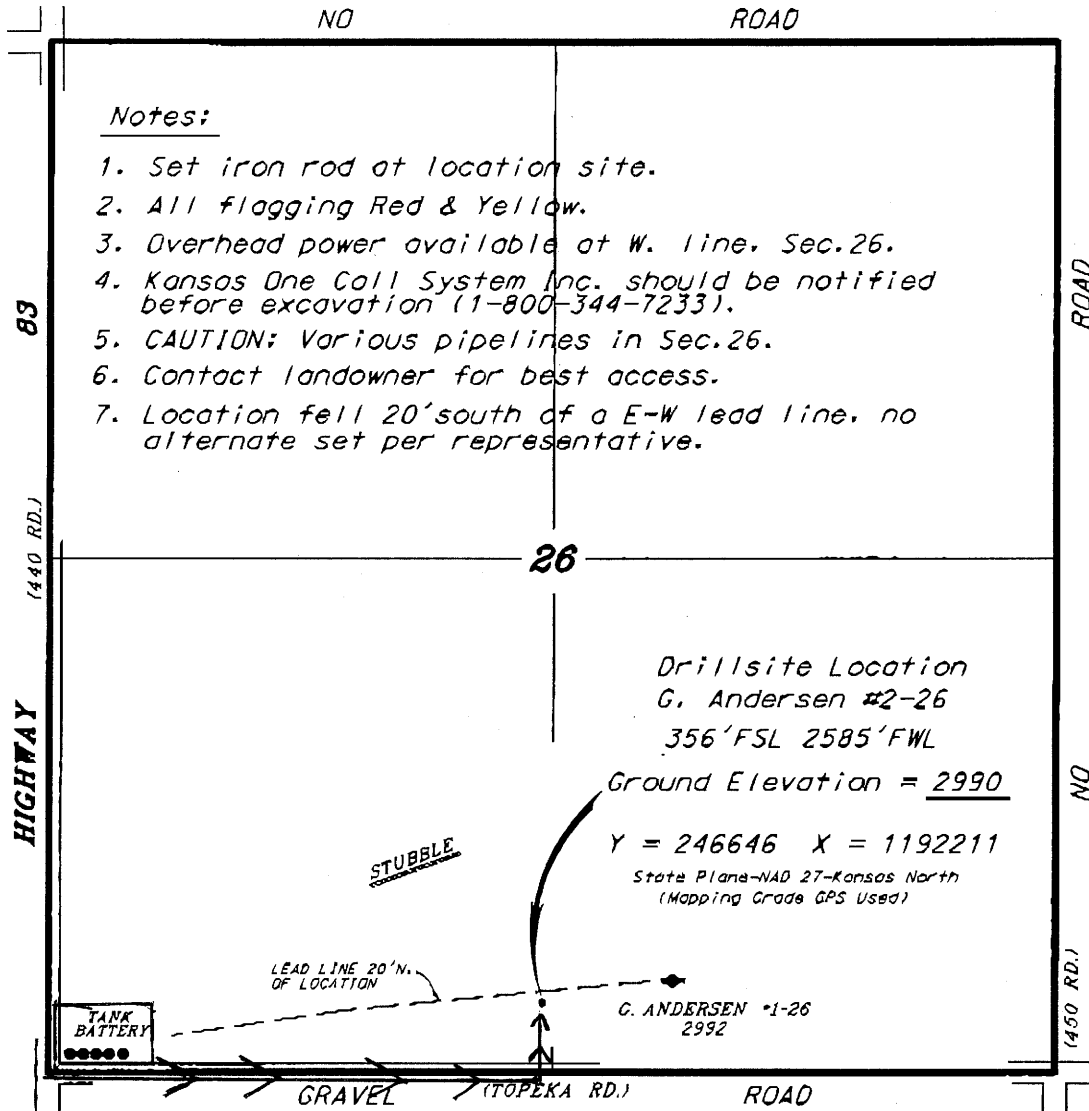 NO ROAD
Notes:
1. Set iron rod at location site.
2. All flagging Red & Yellow.
3. Overhead power available at W. line, Sec.26.
4. Kansas One Call System Inc. should be notified
before excavation (1-800-344-7233).
5. CAUTION: Various pipelines in Sec.26.
6. Contact landowner for best access.
7. Location fell 20'south of a E-W lead line, no
alternate set per representative.
HIGHWAY 83
(440 RD.)
NO ROAD
(450 RD.)
26
Drillsite Location
G. Andersen #2-26
356'FSL 2585'FWL
Ground Elevation = 2990
Y = 246646 X = 1192211
State Plane-NAD 27-Kansas North
(Mapping Grade GPS Used)
STUBBLE
LEAD LINE 20'N.
OF LOCATION
G. ANDERSEN #1-26
2992
TANK
BATTERY
GRAVEL (TOPEKA RD.) ROAD